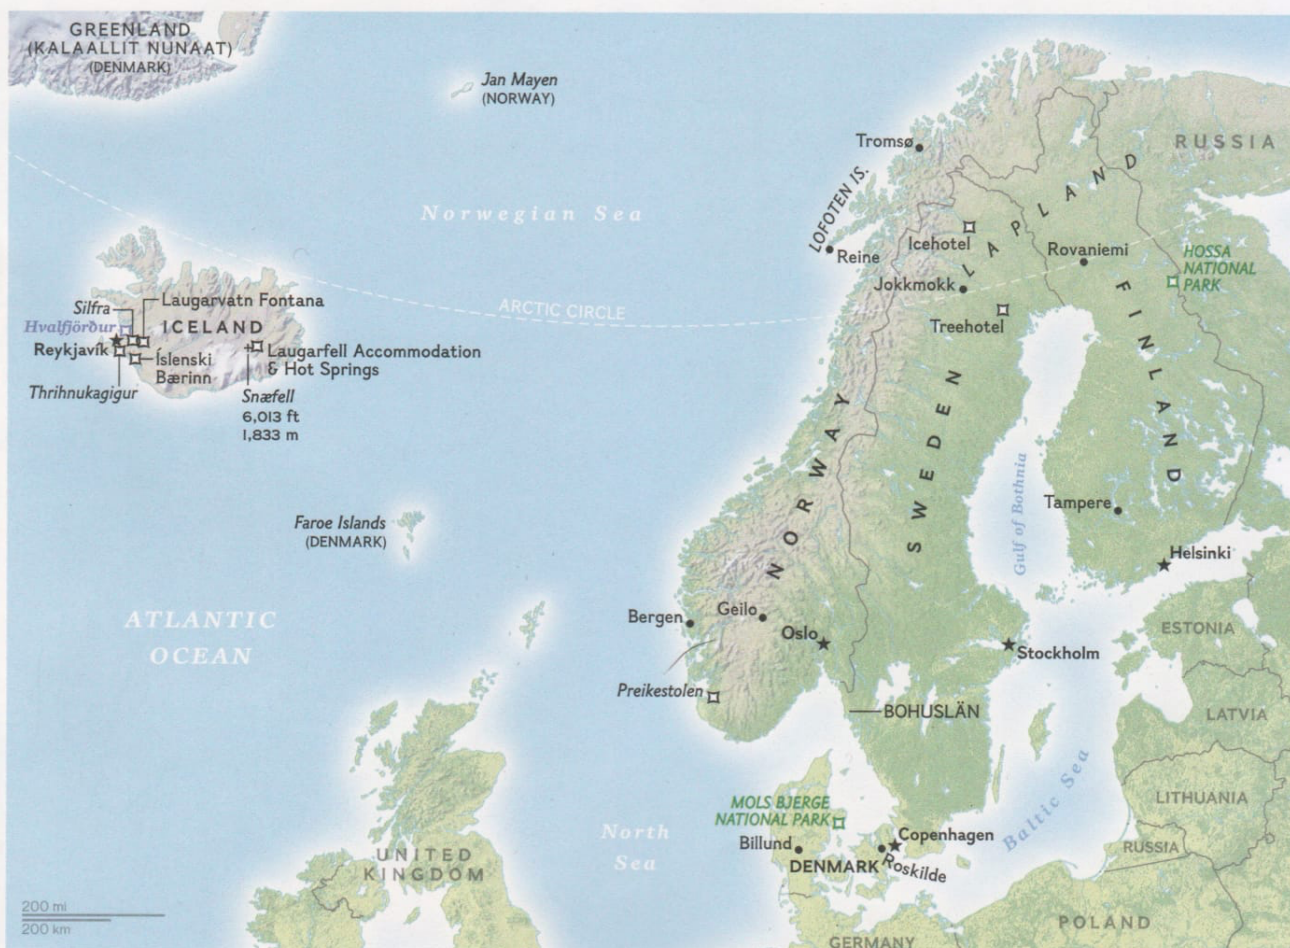 GREENLAND
(KALAALLIT NUNAAT)
(DENMARK)
Jan Mayen
(NORWAY)
Tromsø
RUSSIA
LOFOTEN IS.
LAPLAND
Norwegian Sea
Icehotel
Reine
Rovaniemi
HOSSA
NATIONAL
PARK
Jokkmokk
ARCTIC CIRCLE
Treehotel
Silfra
Laugarvatn Fontana
Hvalfjörður
ICELAND
Reykjavík
Íslenski
Bærinn
Laugarfell Accommodation
& Hot Springs
Thrihnukagigur
Snæfell
6,013 ft
1,833 m
FINLAND
SWEDEN
NORWAY
Gulf of Bothnia
Tampere
Faroe Islands
(DENMARK)
Helsinki
ATLANTIC
OCEAN
Bergen
Geilo
Oslo
Stockholm
ESTONIA
Preikestolen
BOHUSLÄN
LATVIA
MOLS BJERGE
NATIONAL PARK
Baltic Sea
LITHUANIA
North
Sea
Billund
Copenhagen
DENMARK
Roskilde
RUSSIA
UNITED
KINGDOM
200 mi
200 km
POLAND
GERMANY